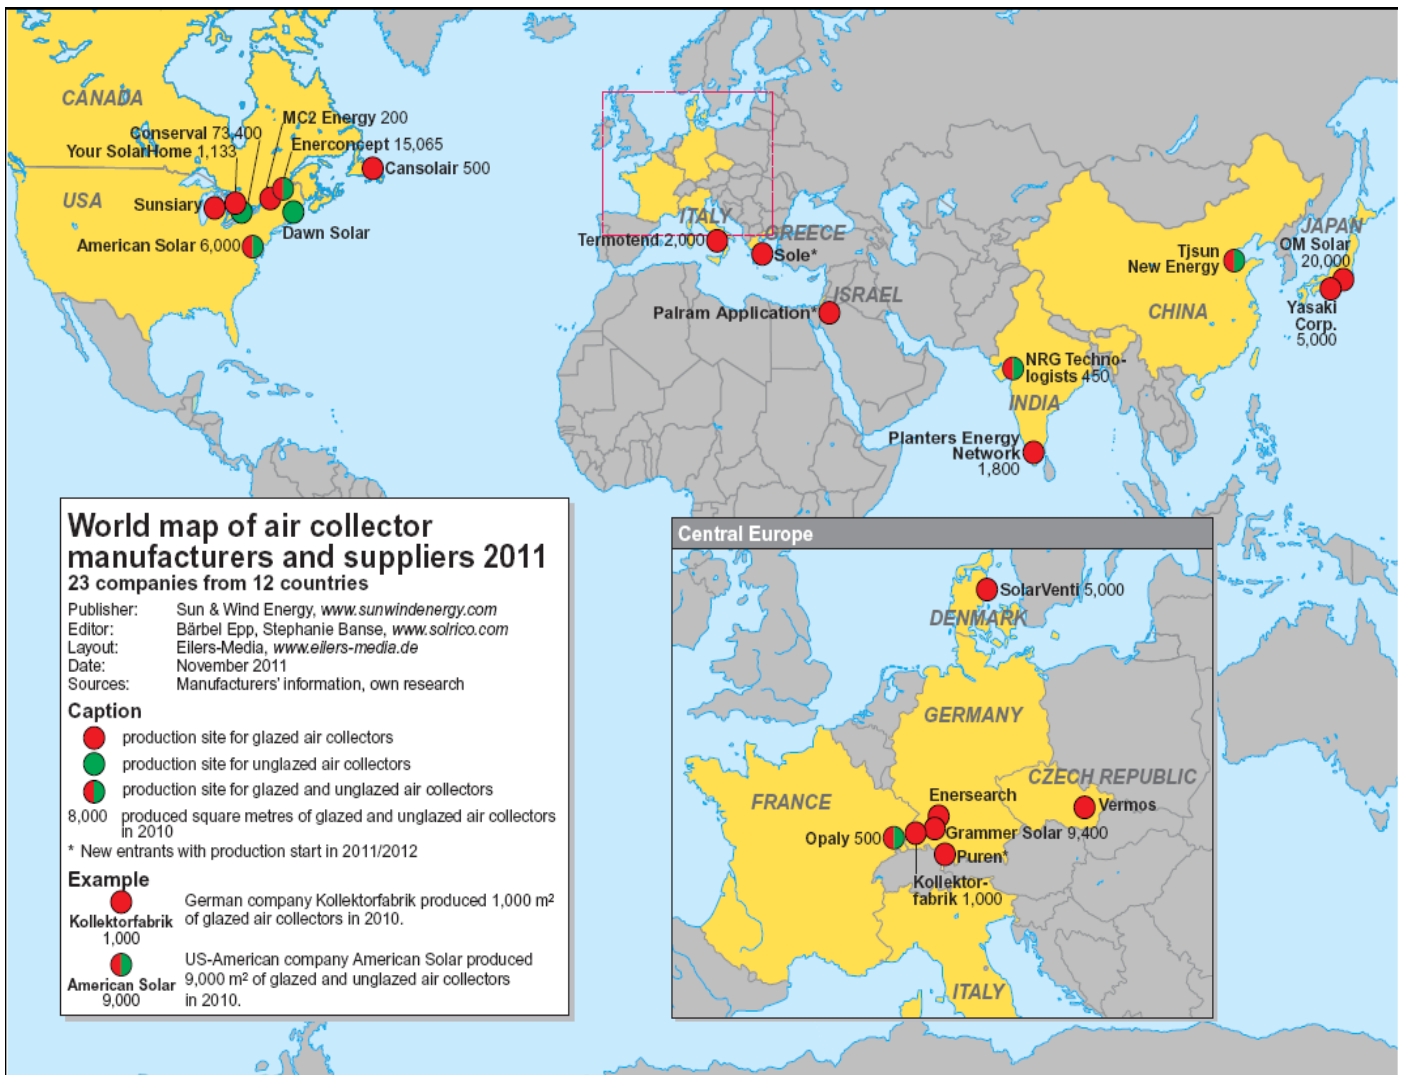 CANADA
MC2 Energy 200
Conserval 73,400
Enerconcept 15,065
Your SolarHome 1,133
Cansolair 500
USA
Sunsiary
Dawn Solar
American Solar 6,000
ITALY
Termotend 2,000
GREECE
Sole*
ISRAEL
Palram Application*
JAPAN
OM Solar
20,000
Tjsun
New Energy
CHINA
Yasaki
Corp.
5,000
NRG Techno-
logists 450
INDIA
Planters Energy
Network
1,800
World map of air collector
manufacturers and suppliers 2011
23 companies from 12 countries
Publisher: Sun & Wind Energy, www.sunwindenergy.com
Editor: Bärbel Epp, Stephanie Banse, www.solrico.com
Layout: Eilers-Media, www.eilers-media.de
Date: November 2011
Sources: Manufacturers' information, own research
Caption
production site for glazed air collectors
production site for unglazed air collectors
production site for glazed and unglazed air collectors
8,000 produced square metres of glazed and unglazed air collectors
in 2010
* New entrants with production start in 2011/2012
Example
German company Kollektorfabrik produced 1,000 m²
of glazed air collectors in 2010.
Kollektorfabrik
1,000
US-American company American Solar produced
9,000 m² of glazed and unglazed air collectors
in 2010.
American Solar
9,000
Central Europe
SolarVenti 5,000
DENMARK
GERMANY
CZECH REPUBLIC
Vermos
FRANCE
Enersearch
Opaly 500
Grammer Solar 9,400
Puren*
Kollektor-
fabrik 1,000
ITALY